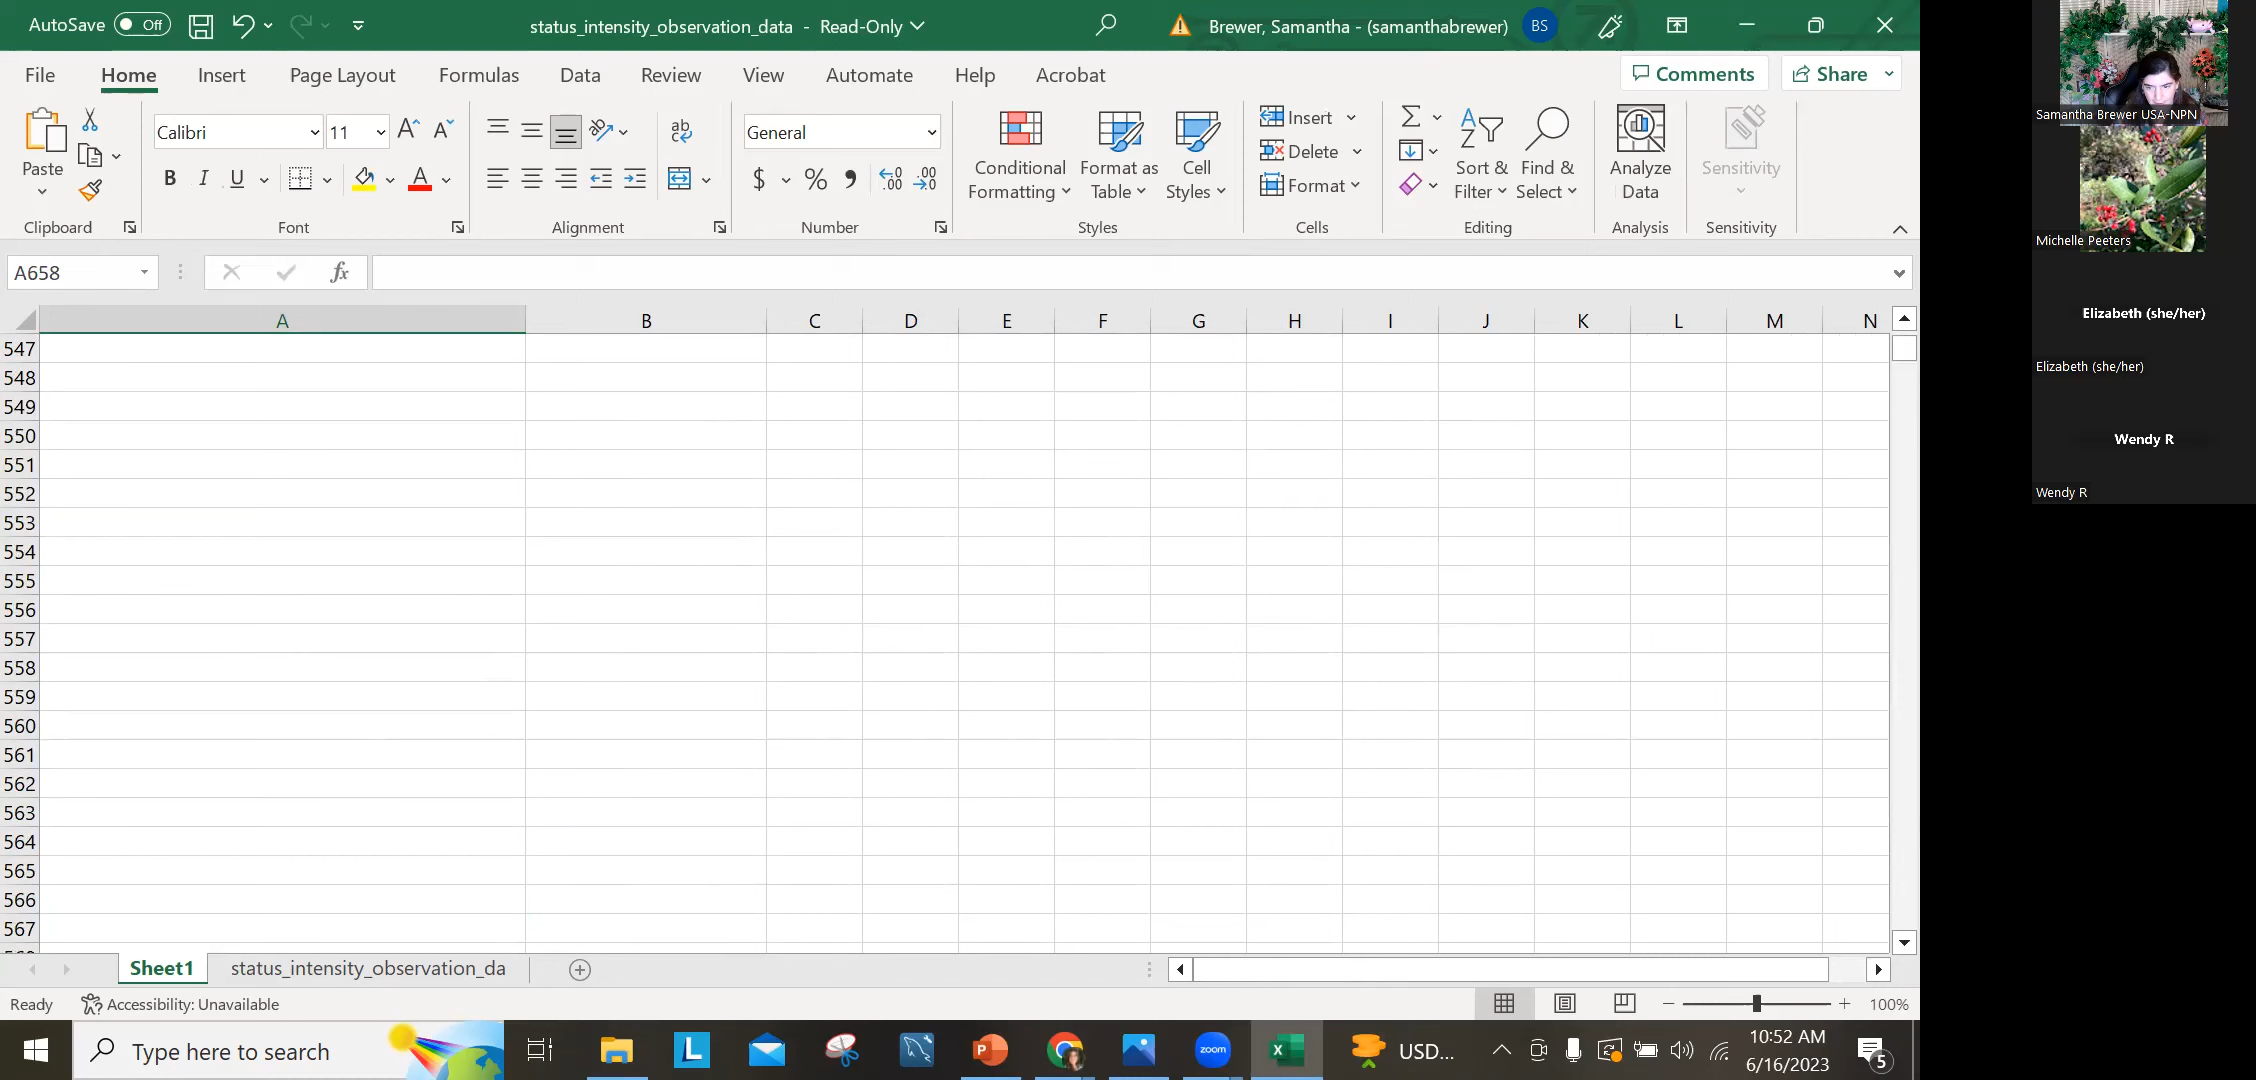 AutoSave Off
status_intensity_observation_data - Read-Only
Brewer, Samantha - (samanthabrewer) BS
File Home Insert Page Layout Formulas Data Review View Automate Help Acrobat
Comments Share
Paste
Calibri 11
B I U A
ab
c
General
$ % , .00 .00
Conditional
Formatting
Format as
Table
Cell
Styles
Insert
Delete
Format
Sort &
Filter
Find &
Select
Analyze
Data
Sensitivity
Clipboard Font Alignment Number Styles Cells Editing Analysis Sensitivity
A658 fx
A B C D E F G H I J K L M N
547
548
549
550
551
552
553
554
555
556
557
558
559
560
561
562
563
564
565
566
567
Sheet1 status_intensity_observation_da
Ready Accessibility: Unavailable 100%
Type here to search
L
P
zoom
X
USD...
10:52 AM
6/16/2023
5
Samantha Brewer USA-NPN
Michelle Peeters
Elizabeth (she/her)
Elizabeth (she/her)
Wendy R
Wendy R